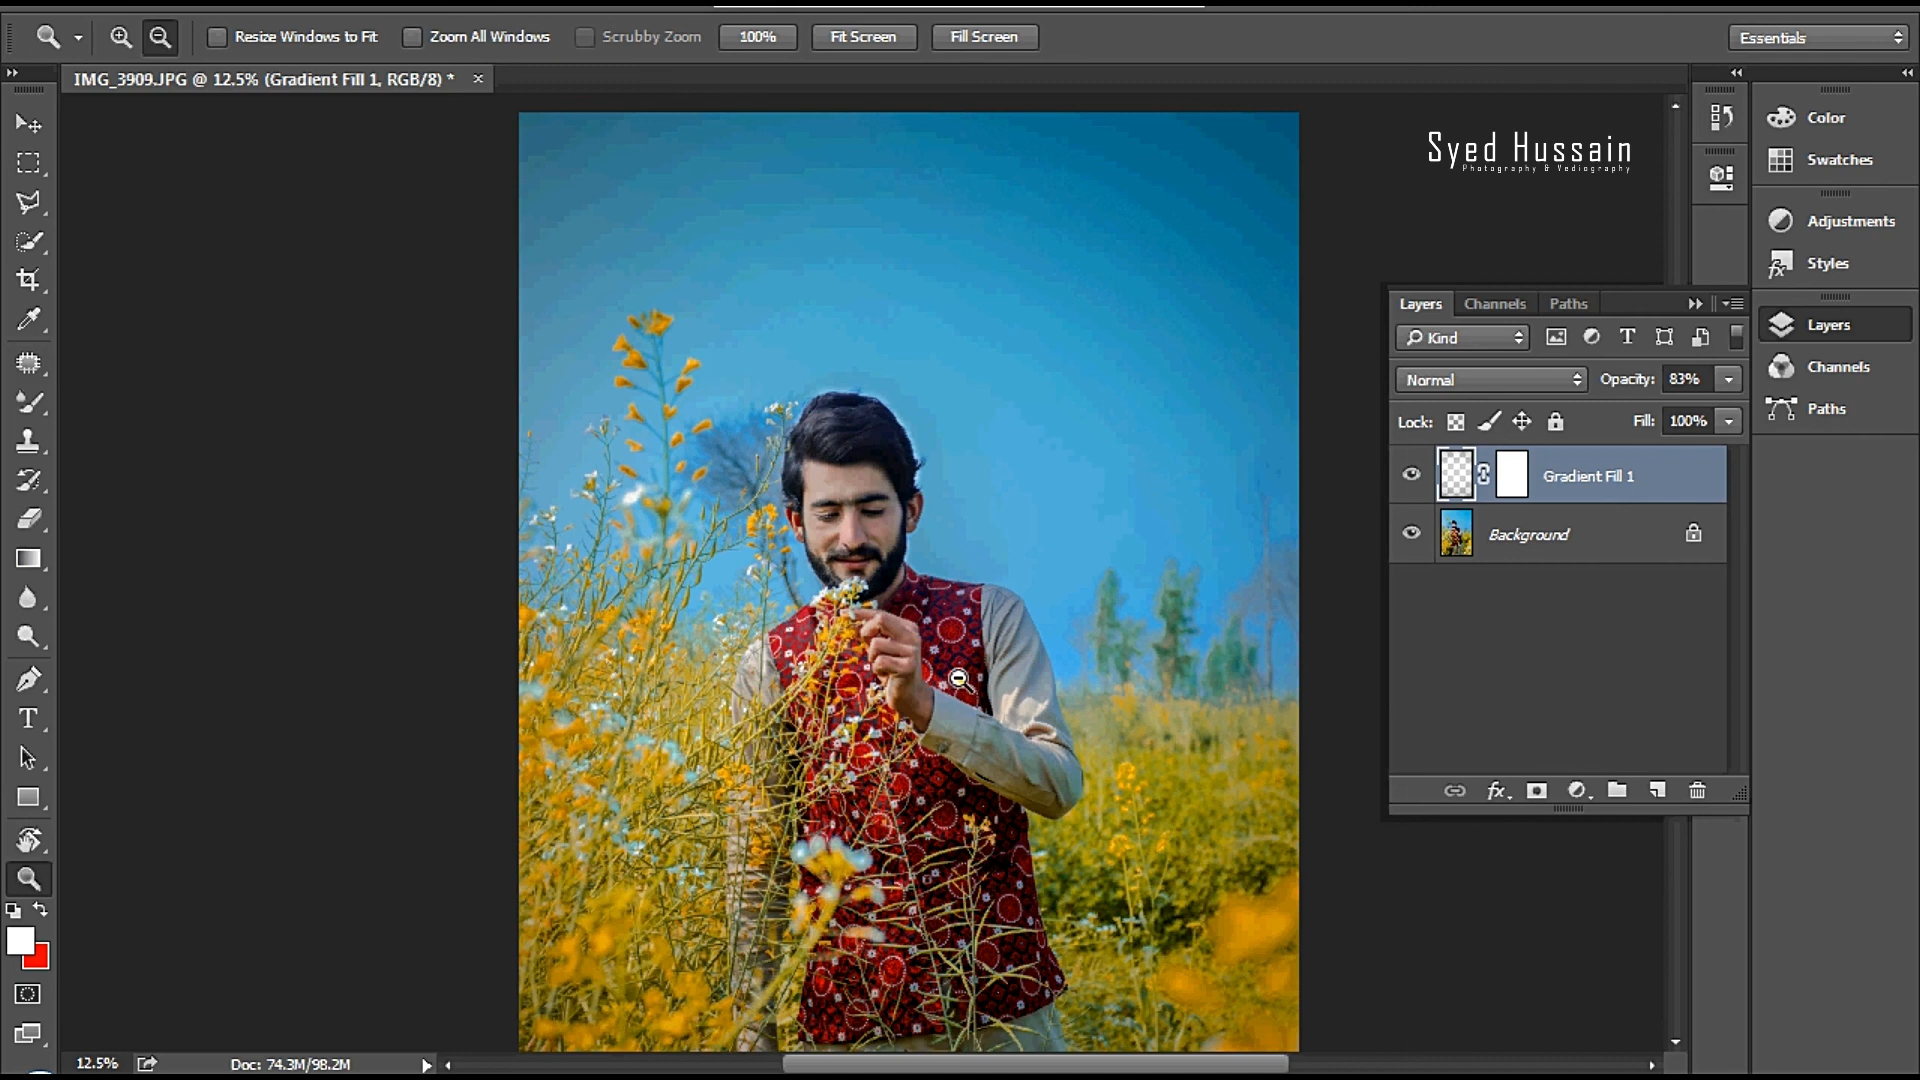 Resize Windows to Fit
Zoom All Windows
Scrubby Zoom
100%
Fit Screen
Fill Screen
Essentials
IMG_3909.JPG @ 12.5% (Gradient Fill 1, RGB/8) *
Syed Hussain
Photography & Vediography
Color
Swatches
Adjustments
Styles
Layers
Channels
Paths
Layers
Channels
Paths
Kind
Normal
Opacity: 83%
Lock:
Fill: 100%
Gradient Fill 1
Background
12.5%
Doc: 74.3M/98.2M